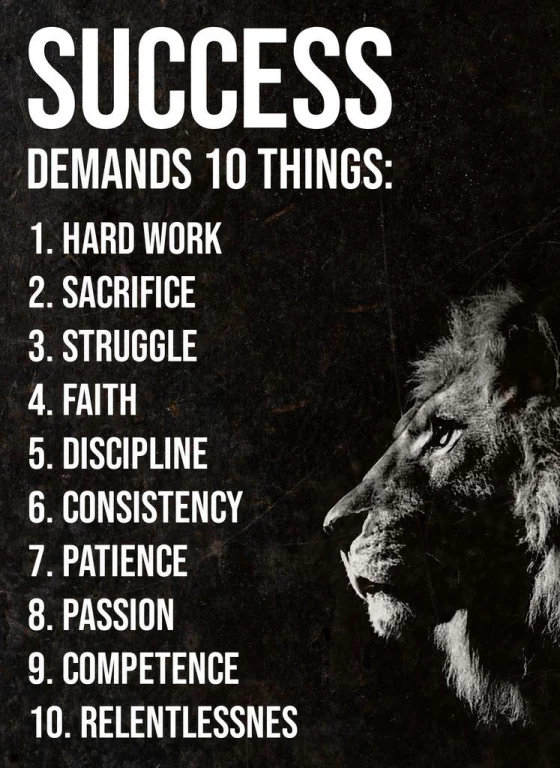 SUCCESS
DEMANDS 10 THINGS:
1. HARD WORK
2. SACRIFICE
3. STRUGGLE
4. FAITH
5. DISCIPLINE
6. CONSISTENCY
7. PATIENCE
8. PASSION
9. COMPETENCE
10. RELENTLESSNES